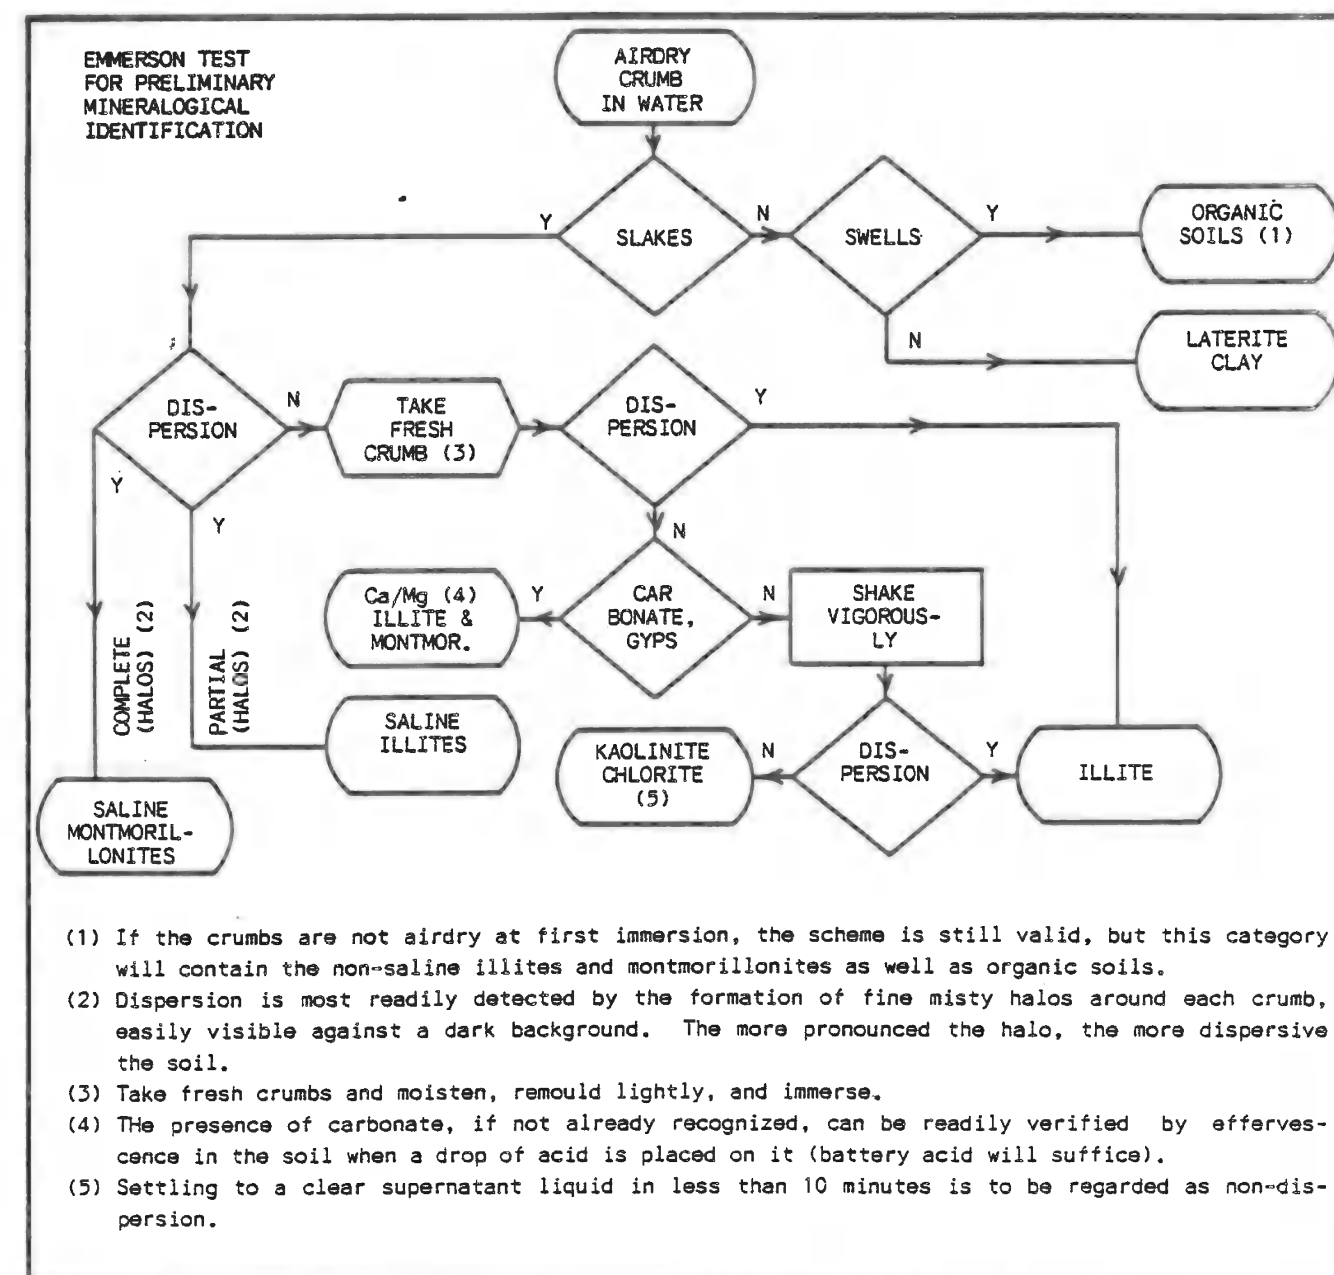 EMMERSON TEST
FOR PRELIMINARY
MINERALOGICAL
IDENTIFICATION
AIRDRY
CRUMB
IN WATER
Y
SLAKES
N
SWELLS
Y
ORGANIC
SOILS (1)
N
LATERITE
CLAY
DIS-
PERSION
N
TAKE
FRESH
CRUMB (3)
DIS-
PERSION
Y
Y
Y
N
Ca/Mg (4)
ILLITE &
MONTMOR.
Y
CAR
BONATE,
GYPS
N
SHAKE
VIGOROUS-
LY
COMPLETE
(HALOS) (2)
PARTIAL
(HALOS) (2)
SALINE
ILLITES
KAOLINITE
CHLORITE
(5)
N
DIS-
PERSION
Y
ILLITE
SALINE
MONTMORIL-
LONITES
(1) If the crumbs are not airdry at first immersion, the scheme is still valid, but this category
will contain the non-saline illites and montmorillonites as well as organic soils.
(2) Dispersion is most readily detected by the formation of fine misty halos around each crumb,
easily visible against a dark background. The more pronounced the halo, the more dispersive
the soil.
(3) Take fresh crumbs and moisten, remould lightly, and immerse.
(4) THe presence of carbonate, if not already recognized, can be readily verified by efferves-
cence in the soil when a drop of acid is placed on it (battery acid will suffice).
(5) Settling to a clear supernatant liquid in less than 10 minutes is to be regarded as non-dis-
persion.